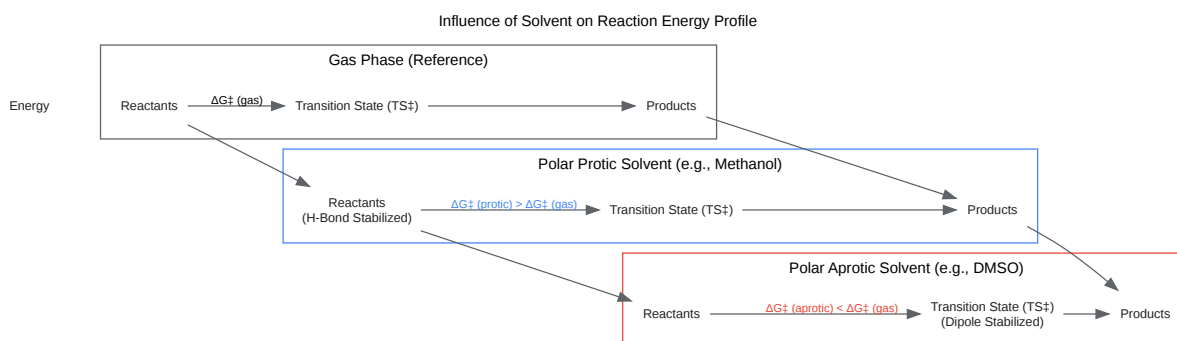 Influence of Solvent on Reaction Energy Profile
Gas Phase (Reference)
Energy
Reactants
ΔG‡ (gas)
Transition State (TS‡)
Products
Polar Protic Solvent (e.g., Methanol)
Reactants
(H-Bond Stabilized)
ΔG‡ (protic) > ΔG‡ (gas)
Transition State (TS‡)
Products
Polar Aprotic Solvent (e.g., DMSO)
Reactants
ΔG‡ (aprotic) < ΔG‡ (gas)
Transition State (TS‡)
(Dipole Stabilized)
Products